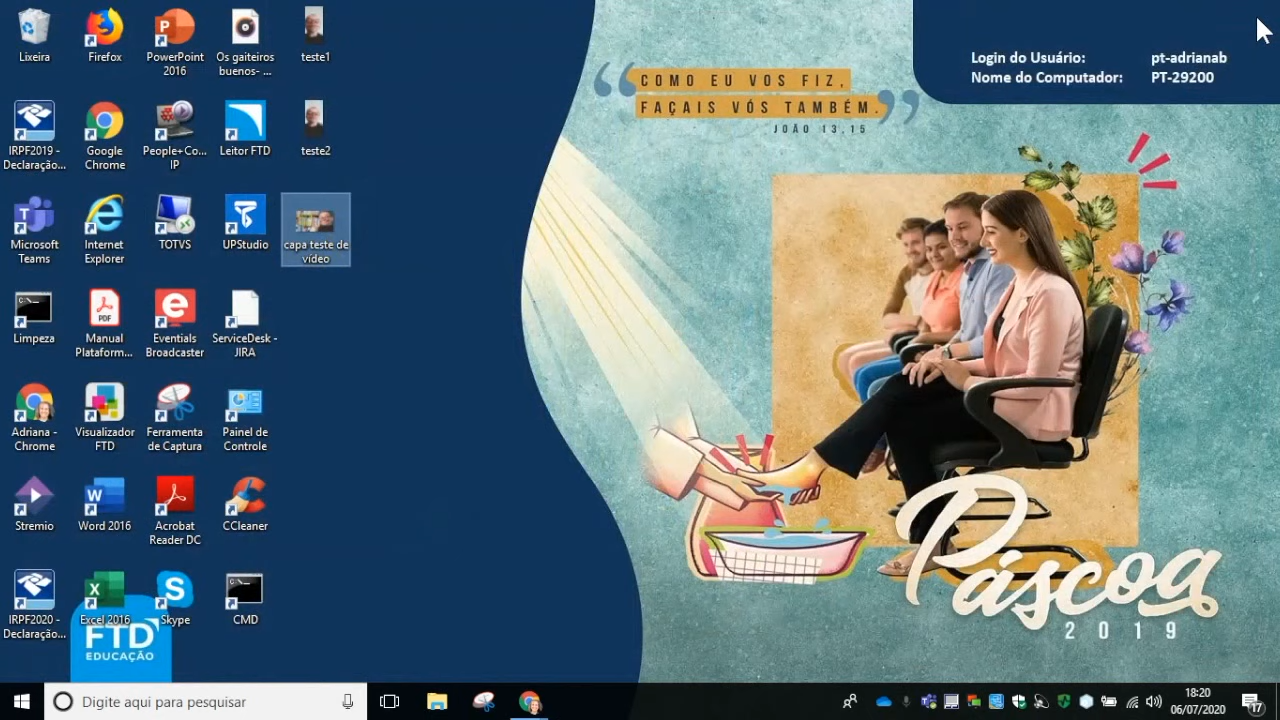 Lixeira
Firefox
PowerPoint
2016
Os gaiteiros
buenos- ...
teste1
IRPF2019 -
Declaração...
Google
Chrome
People+Co...
IP
Leitor FTD
teste2
Microsoft
Teams
Internet
Explorer
TOTVS
UPStudio
capa teste de
vídeo
Limpeza
Manual
Plataform...
Eventials
Broadcaster
ServiceDesk -
JIRA
Adriana -
Chrome
Visualizador
FTD
Ferramenta
de Captura
Painel de
Controle
Stremio
Word 2016
Acrobat
Reader DC
CCleaner
IRPF2020 -
Declaração...
Excel 2016
Skype
CMD
FTD
EDUCAÇÃO
“COMO EU VOS FIZ,
FAÇAIS VÓS TAMBÉM.”
JOÃO 13,15
Login do Usuário: pt-adrianab
Nome do Computador: PT-29200
Páscoa
2019
Digite aqui para pesquisar
18:20
06/07/2020
17